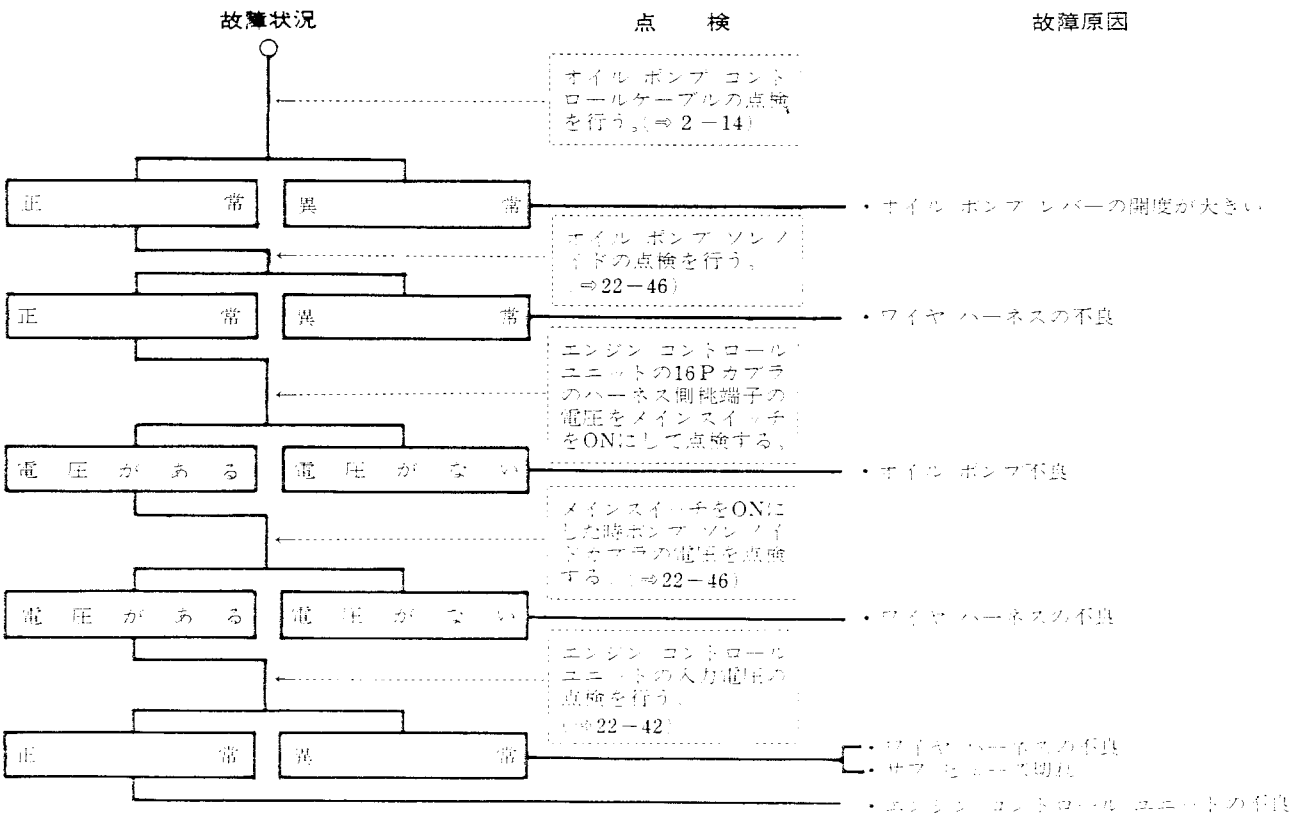 故障状況
点 検
故障原因
オイル ポンプ コント
ロールケーブルの点検
を行う。(⇒2−14)
正 常
異 常
・オイル ポンプ レバーの開度が大きい
オイル ポンプ ソレノ
イドの点検を行う。
(⇒22−46)
正 常
異 常
・ワイヤ ハーネスの不良
エンジン コントロール
ユニットの16Pカプラ
のハーネス側桃端子の
電圧をメインスイッチ
をONにして点検する。
電 圧 が あ る
電 圧 が な い
・オイル ポンプ不良
メインスイッチをONに
した時ポンプ ソレノイ
ドカプラの電圧を点検
する。(⇒22−46)
電 圧 が あ る
電 圧 が な い
・ワイヤ ハーネスの不良
エンジン コントロール
ユニットの入力電圧の
点検を行う。
(⇒22−42)
正 常
異 常
・ワイヤ ハーネスの不良
・サブ ヒューズ切れ
・エンジン コントロール ユニットの不良